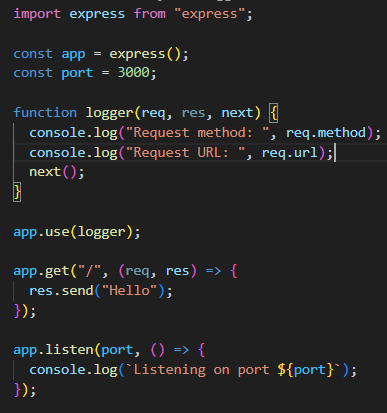 import express from "express";
const app = express();
const port = 3000;
function logger(req, res, next) {
console.log("Request method: ", req.method);
console.log("Request URL: ", req.url);
next();
}
app.use(logger);
app.get("/", (req, res) => {
res.send("Hello");
});
app.listen(port, () => {
console.log(`Listening on port ${port}`);
});